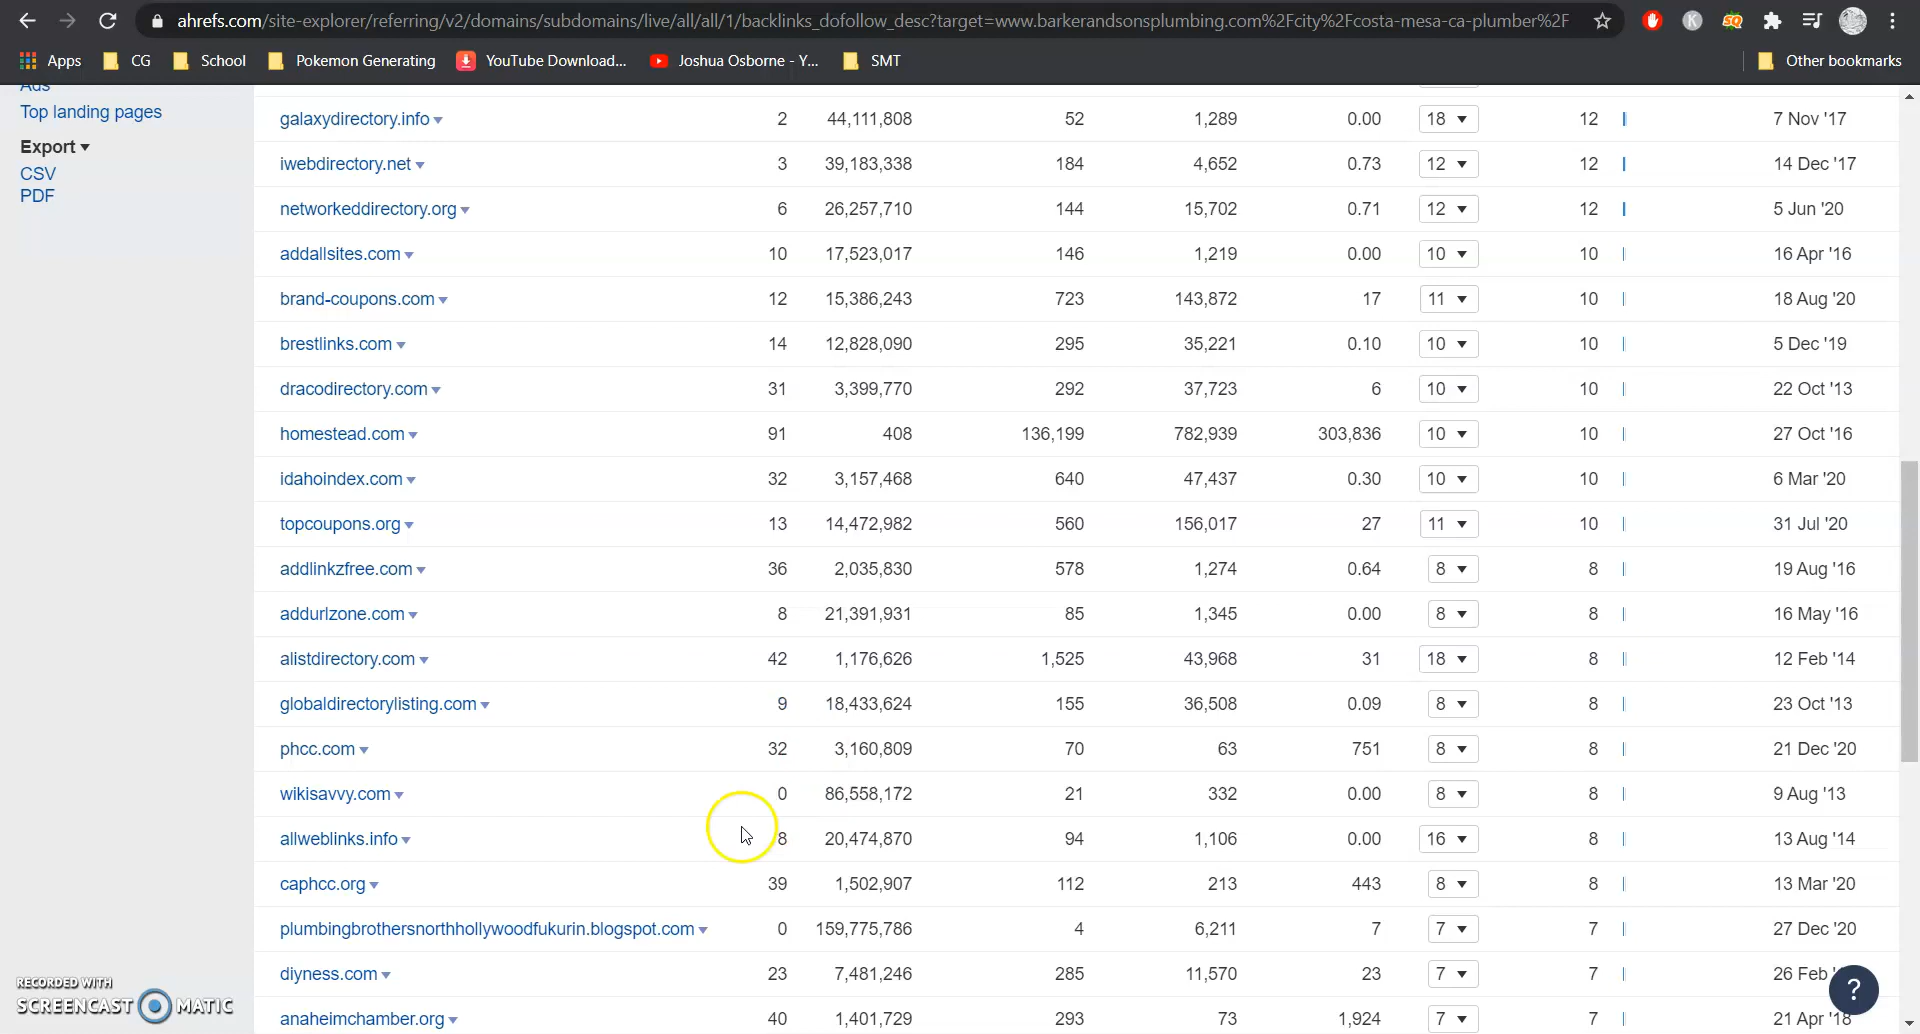 ahrefs.com/site-explorer/referring/v2/domains/subdomains/live/all/all/1/backlinks_dofollow_desc?target=www.barkerandsonsplumbing.com%2Fcity%2Fcosta-mesa-ca-plumber%2F
Apps CG School Pokemon Generating YouTube Download... Joshua Osborne - Y... SMT Other bookmarks
Ads
Top landing pages
Export
CSV
PDF
galaxydirectory.info 2 44,111,808 52 1,289 0.00 18 12 7 Nov '17
iwebdirectory.net 3 39,183,338 184 4,652 0.73 12 12 14 Dec '17
networkeddirectory.org 6 26,257,710 144 15,702 0.71 12 12 5 Jun '20
addallsites.com 10 17,523,017 146 1,219 0.00 10 10 16 Apr '16
brand-coupons.com 12 15,386,243 723 143,872 17 11 10 18 Aug '20
brestlinks.com 14 12,828,090 295 35,221 0.10 10 10 5 Dec '19
dracodirectory.com 31 3,399,770 292 37,723 6 10 10 22 Oct '13
homestead.com 91 408 136,199 782,939 303,836 10 10 27 Oct '16
idahoindex.com 32 3,157,468 640 47,437 0.30 10 10 6 Mar '20
topcoupons.org 13 14,472,982 560 156,017 27 11 10 31 Jul '20
addlinkzfree.com 36 2,035,830 578 1,274 0.64 8 8 19 Aug '16
addurlzone.com 8 21,391,931 85 1,345 0.00 8 8 16 May '16
alistdirectory.com 42 1,176,626 1,525 43,968 31 18 8 12 Feb '14
globaldirectorylisting.com 9 18,433,624 155 36,508 0.09 8 8 23 Oct '13
phcc.com 32 3,160,809 70 63 751 8 8 21 Dec '20
wikisavvy.com 0 86,558,172 21 332 0.00 8 8 9 Aug '13
allweblinks.info 8 20,474,870 94 1,106 0.00 16 8 13 Aug '14
caphcc.org 39 1,502,907 112 213 443 8 8 13 Mar '20
plumbingbrothersnorthhollywoodfukurin.blogspot.com 0 159,775,786 4 6,211 7 7 7 27 Dec '20
diyness.com 23 7,481,246 285 11,570 23 7 7 26 Feb
anaheimchamber.org 40 1,401,729 293 73 1,924 7 7 21 Apr '18
?
RECORDED WITH
SCREENCAST MATIC